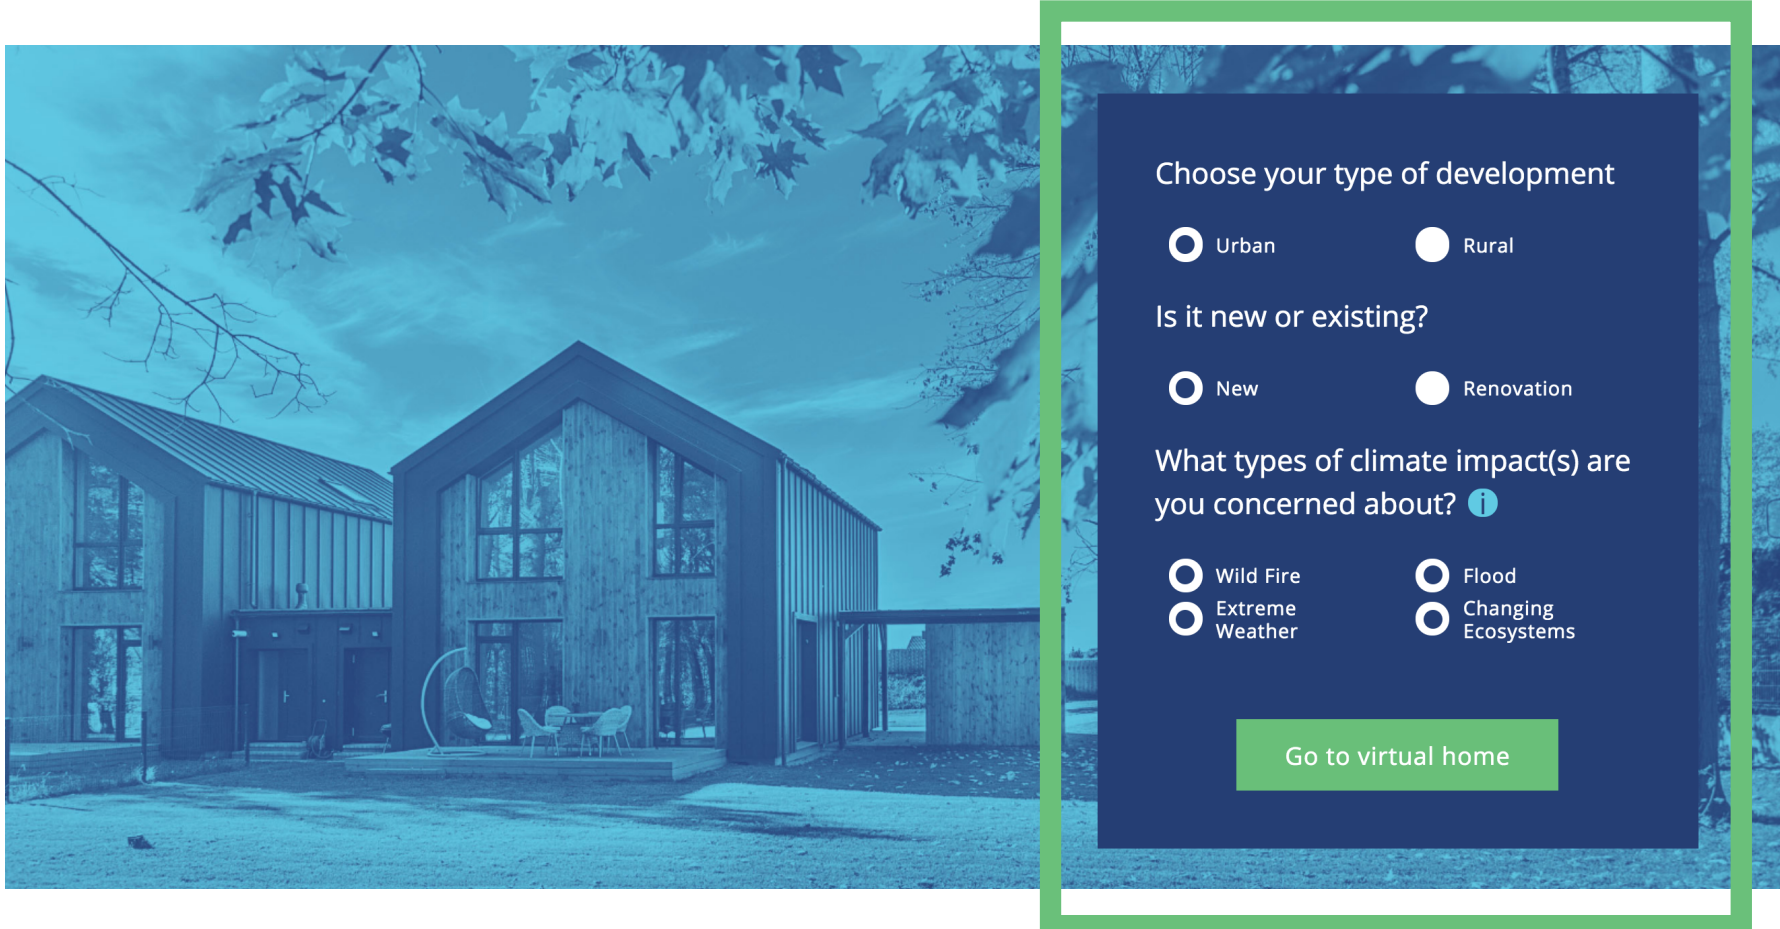 Choose your type of development
Urban
Rural
Is it new or existing?
New
Renovation
What types of climate impact(s) are
you concerned about? i
Wild Fire
Flood
Extreme
Weather
Changing
Ecosystems
Go to virtual home